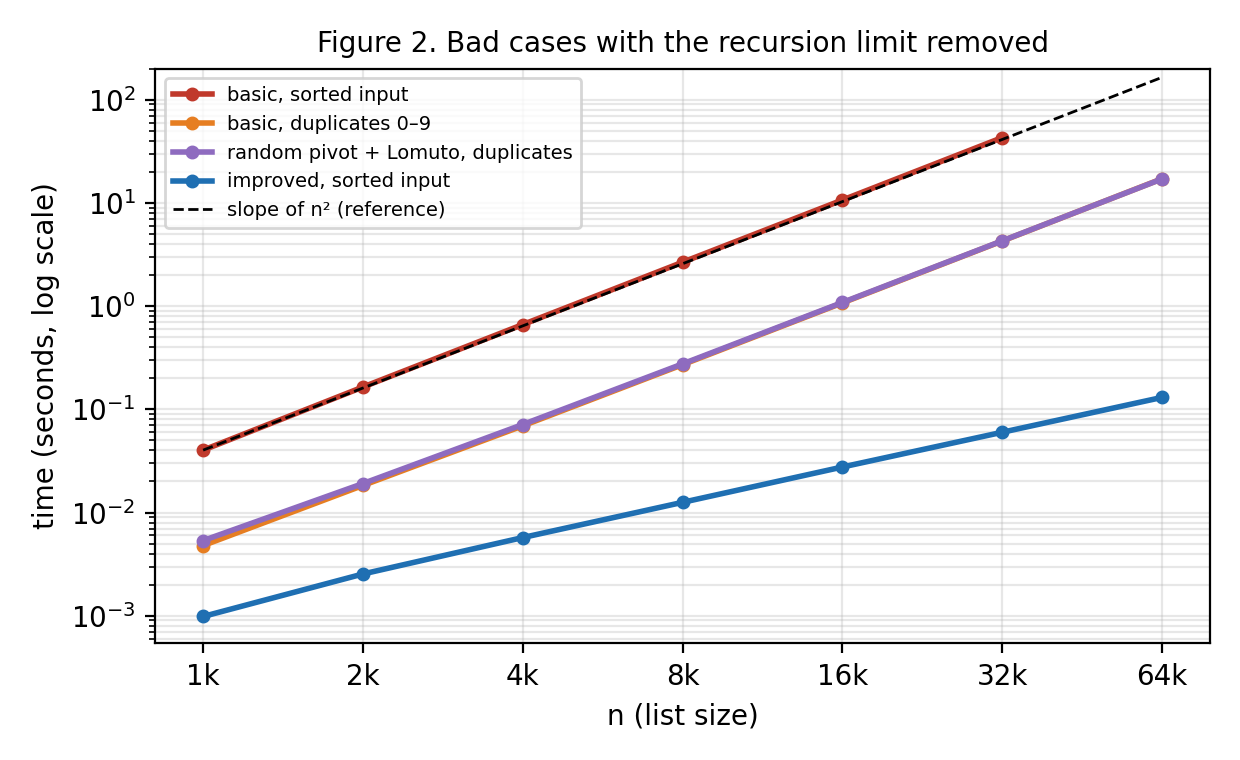 Figure 2. Bad cases with the recursion limit removed
basic, sorted input
basic, duplicates 0–9
random pivot + Lomuto, duplicates
improved, sorted input
slope of n² (reference)
time (seconds, log scale)
10²
10¹
10⁰
10⁻¹
10⁻²
10⁻³
1k 2k 4k 8k 16k 32k 64k
n (list size)